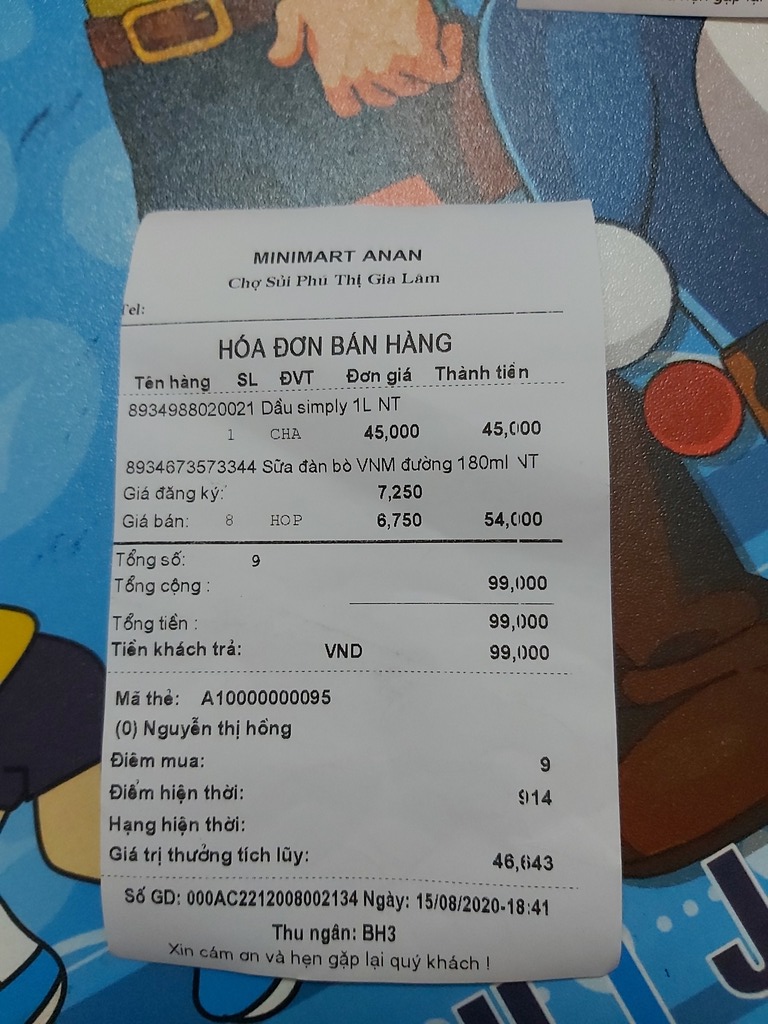 MINIMART ANAN
Chợ Sủi Phú Thị Gia Lâm
Tel:
HÓA ĐƠN BÁN HÀNG
Tên hàng SL ĐVT Đơn giá Thành tiền
8934988020021 Dầu simply 1L NT
1 CHA 45,000 45,000
8934673573344 Sữa đàn bò VNM đường 180ml NT
Giá đăng ký: 7,250
Giá bán: 8 HOP 6,750 54,000
Tổng số: 9
Tổng cộng : 99,000
Tổng tiền : 99,000
Tiền khách trả: VND 99,000
Mã thẻ: A10000000095
(0) Nguyễn thị hồng
Điểm mua: 9
Điểm hiện thời: 914
Hạng hiện thời:
Giá trị thưởng tích lũy: 46,643
Số GD: 000AC2212008002134 Ngày: 15/08/2020-18:41
Thu ngân: BH3
Xin cám ơn và hẹn gặp lại quý khách !